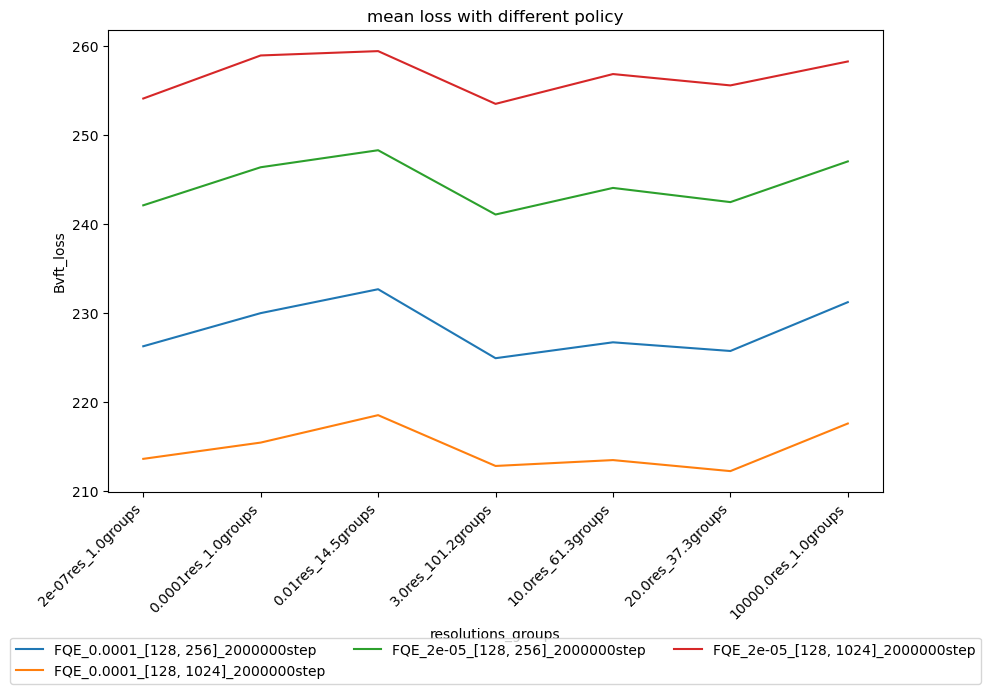 mean loss with different policy
260
250
240
230
220
210
Bvft_loss
2e-07res_1.0groups
0.0001res_1.0groups
0.01res_14.5groups
3.0res_101.2groups
10.0res_61.3groups
20.0res_37.3groups
10000.0res_1.0groups
resolutions_groups
FQE_0.0001_[128, 256]_2000000step
FQE_0.0001_[128, 1024]_2000000step
FQE_2e-05_[128, 256]_2000000step
FQE_2e-05_[128, 1024]_2000000step